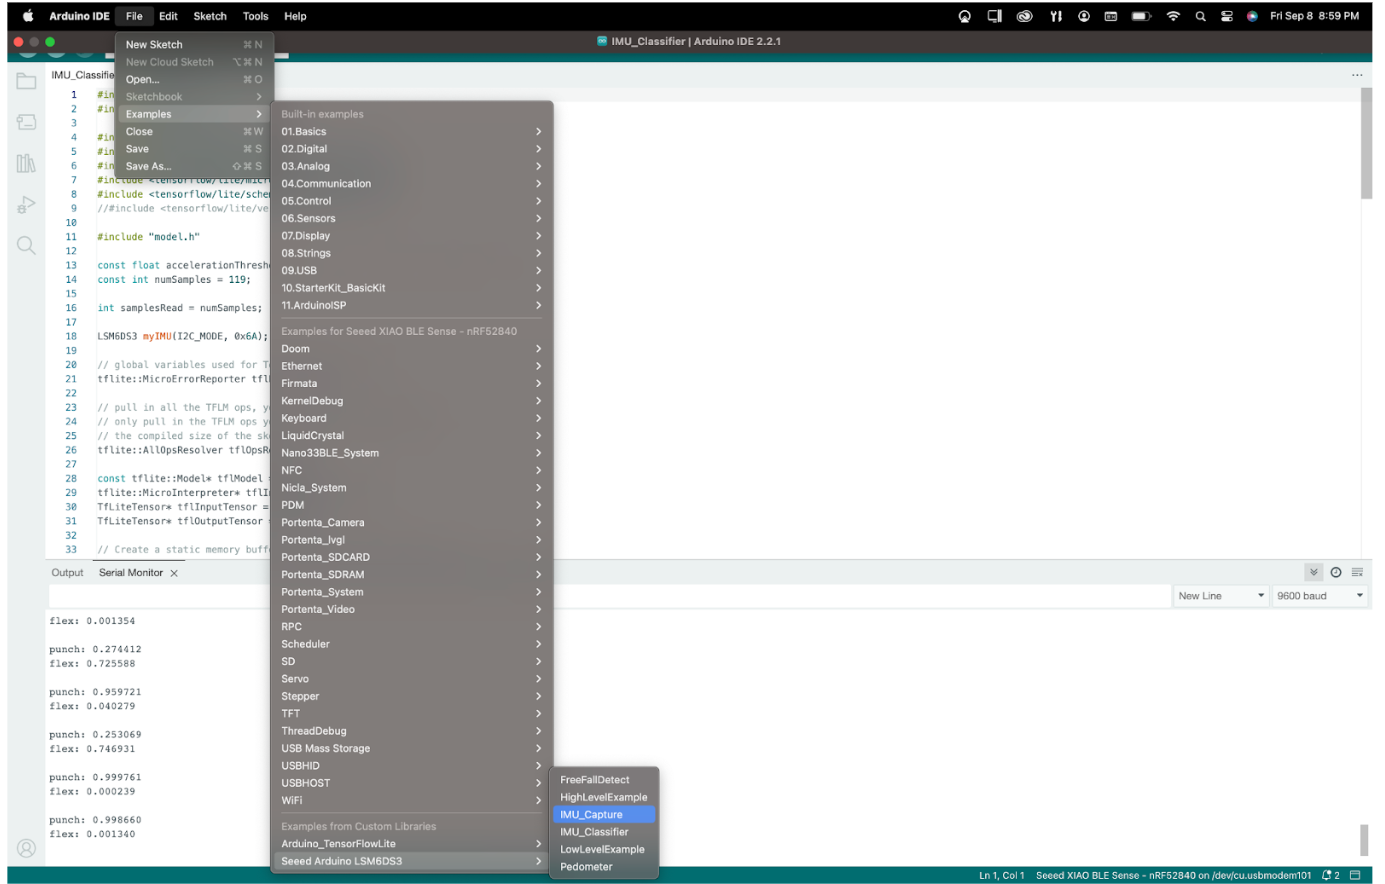 Arduino IDE File Edit Sketch Tools Help
Fri Sep 8 8:59 PM
IMU_Classifier | Arduino IDE 2.2.1
New Sketch ⌘ N
New Cloud Sketch ⌥ ⌘ N
Open... ⌘ O
Sketchbook >
Examples >
Close ⌘ W
Save ⌘ S
Save As... ⇧ ⌘ S
Built-in examples
01.Basics >
02.Digital >
03.Analog >
04.Communication >
05.Control >
06.Sensors >
07.Display >
08.Strings >
09.USB >
10.StarterKit_BasicKit >
11.ArduinoISP >
Examples for Seeed XIAO BLE Sense - nRF52840
Doom >
Ethernet >
Firmata >
KernelDebug >
Keyboard >
LiquidCrystal >
Nano33BLE_System >
NFC >
Nicla_System >
PDM >
Portenta_Camera >
Portenta_lvgl >
Portenta_SDCARD >
Portenta_SDRAM >
Portenta_System >
Portenta_Video >
RPC >
Scheduler >
SD >
Servo >
Stepper >
TFT >
ThreadDebug >
USB Mass Storage >
USBHID >
USBHOST >
WiFi >
Examples from Custom Libraries
Arduino_TensorFlowLite >
Seeed Arduino LSM6DS3 >
FreeFallDetect
HighLevelExample
IMU_Capture
IMU_Classifier
LowLevelExample
Pedometer
IMU_Classifie
1 #in
2 #in
3
4 #in
5 #in
6 #in
7 #include <tensorflow/lite/micr
8 #include <tensorflow/lite/sche
9 //#include <tensorflow/lite/ve
10
11 #include "model.h"
12
13 const float accelerationThresh
14 const int numSamples = 119;
15
16 int samplesRead = numSamples;
17
18 LSM6DS3 myIMU(I2C_MODE, 0x6A);
19
20 // global variables used for T
21 tflite::MicroErrorReporter tfl
22
23 // pull in all the TFLM ops, y
24 // only pull in the TFLM ops y
25 // the compiled size of the sk
26 tflite::AllOpsResolver tflOpsR
27
28 const tflite::Model* tflModel =
29 tflite::MicroInterpreter* tflI
30 TfLiteTensor* tflInputTensor =
31 TfLiteTensor* tflOutputTensor =
32
33 // Create a static memory buff
Output Serial Monitor ×
New Line 9600 baud
flex: 0.001354
punch: 0.274412
flex: 0.725588
punch: 0.959721
flex: 0.040279
punch: 0.253069
flex: 0.746931
punch: 0.999761
flex: 0.000239
punch: 0.998660
flex: 0.001340
Ln 1, Col 1 Seeed XIAO BLE Sense - nRF52840 on /dev/cu.usbmodem101 2